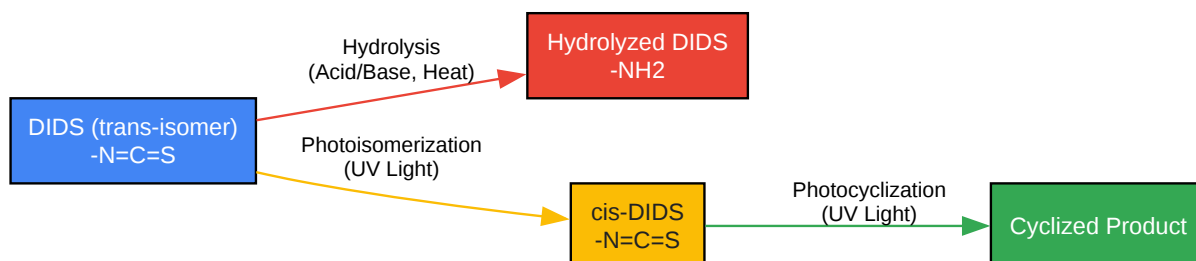 Hydrolysis
(Acid/Base, Heat)
Hydrolyzed DIDS
-NH2
DIDS (trans-isomer)
-N=C=S
Photoisomerization
(UV Light)
cis-DIDS
-N=C=S
Photocyclization
(UV Light)
Cyclized Product